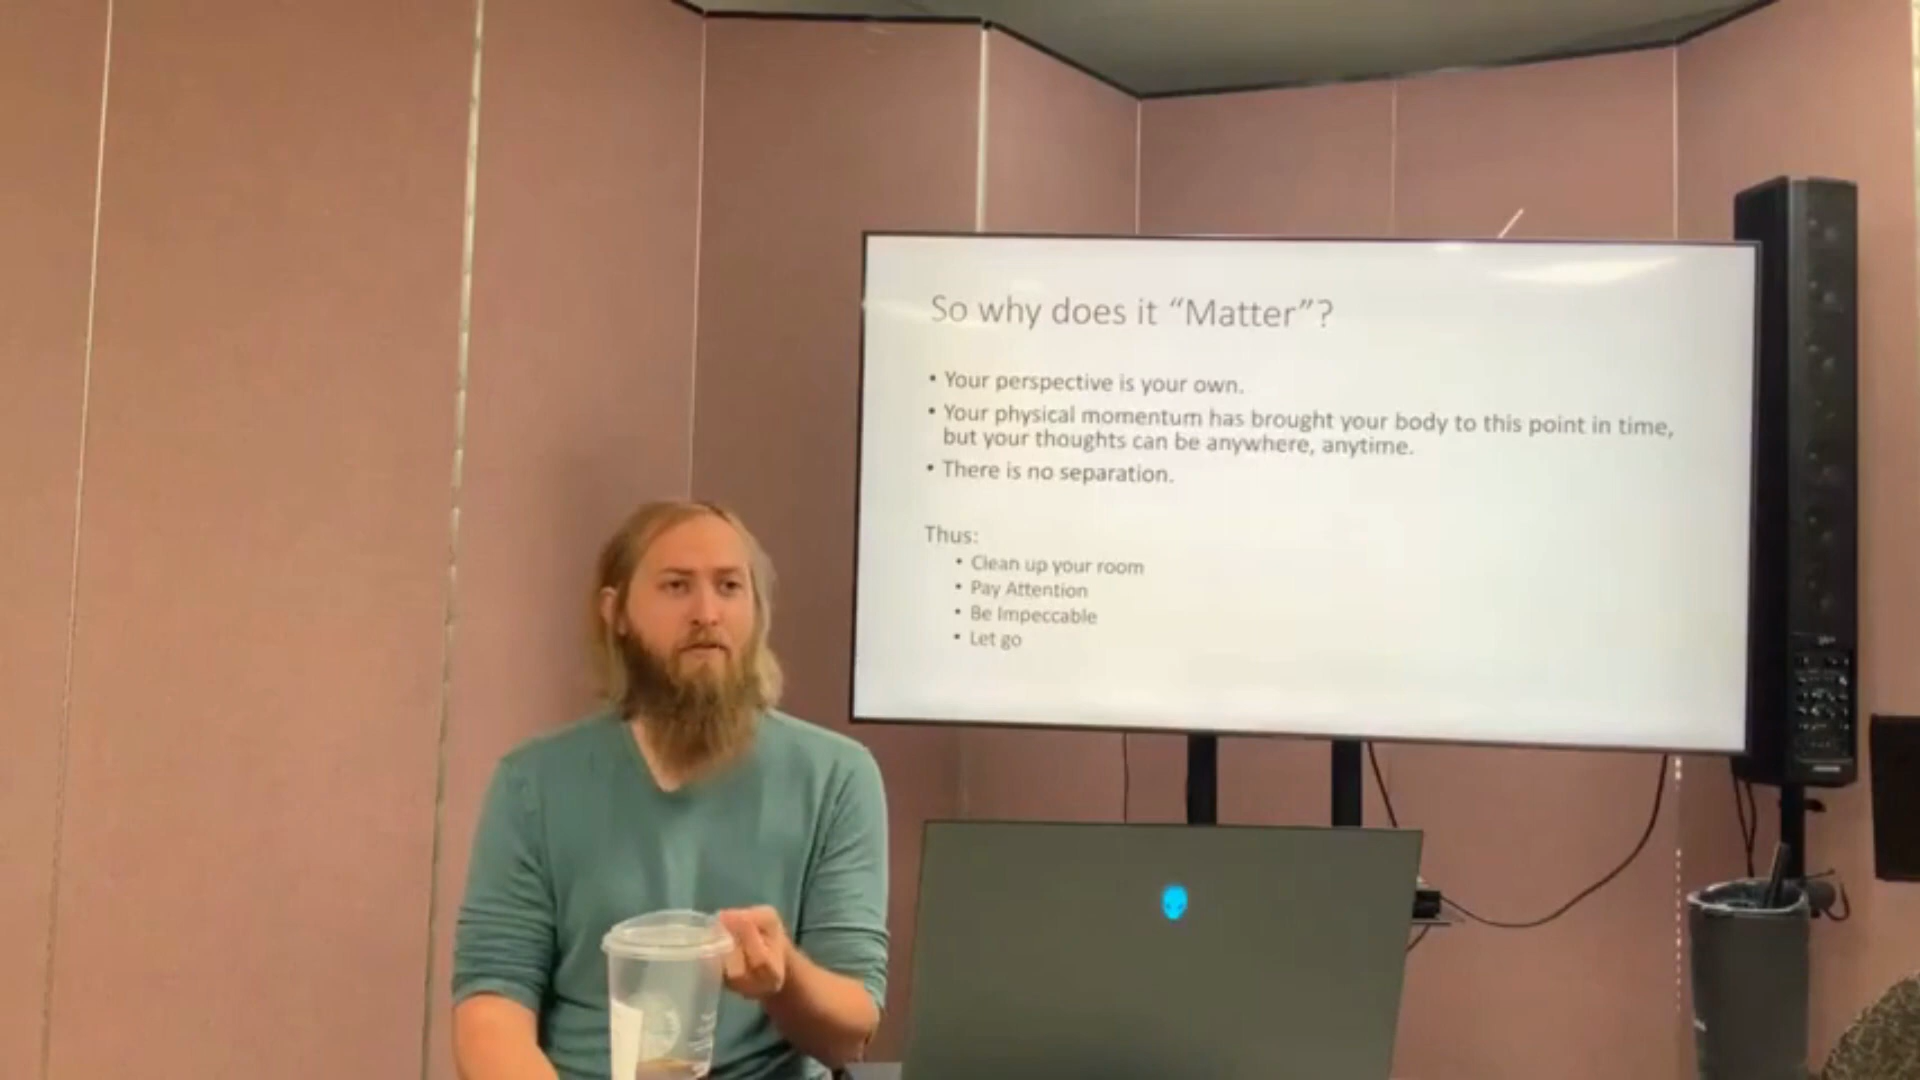 So why does it “Matter”?
• Your perspective is your own.
• Your physical momentum has brought your body to this point in time,
but your thoughts can be anywhere, anytime.
• There is no separation.
Thus:
• Clean up your room
• Pay Attention
• Be Impeccable
• Let go